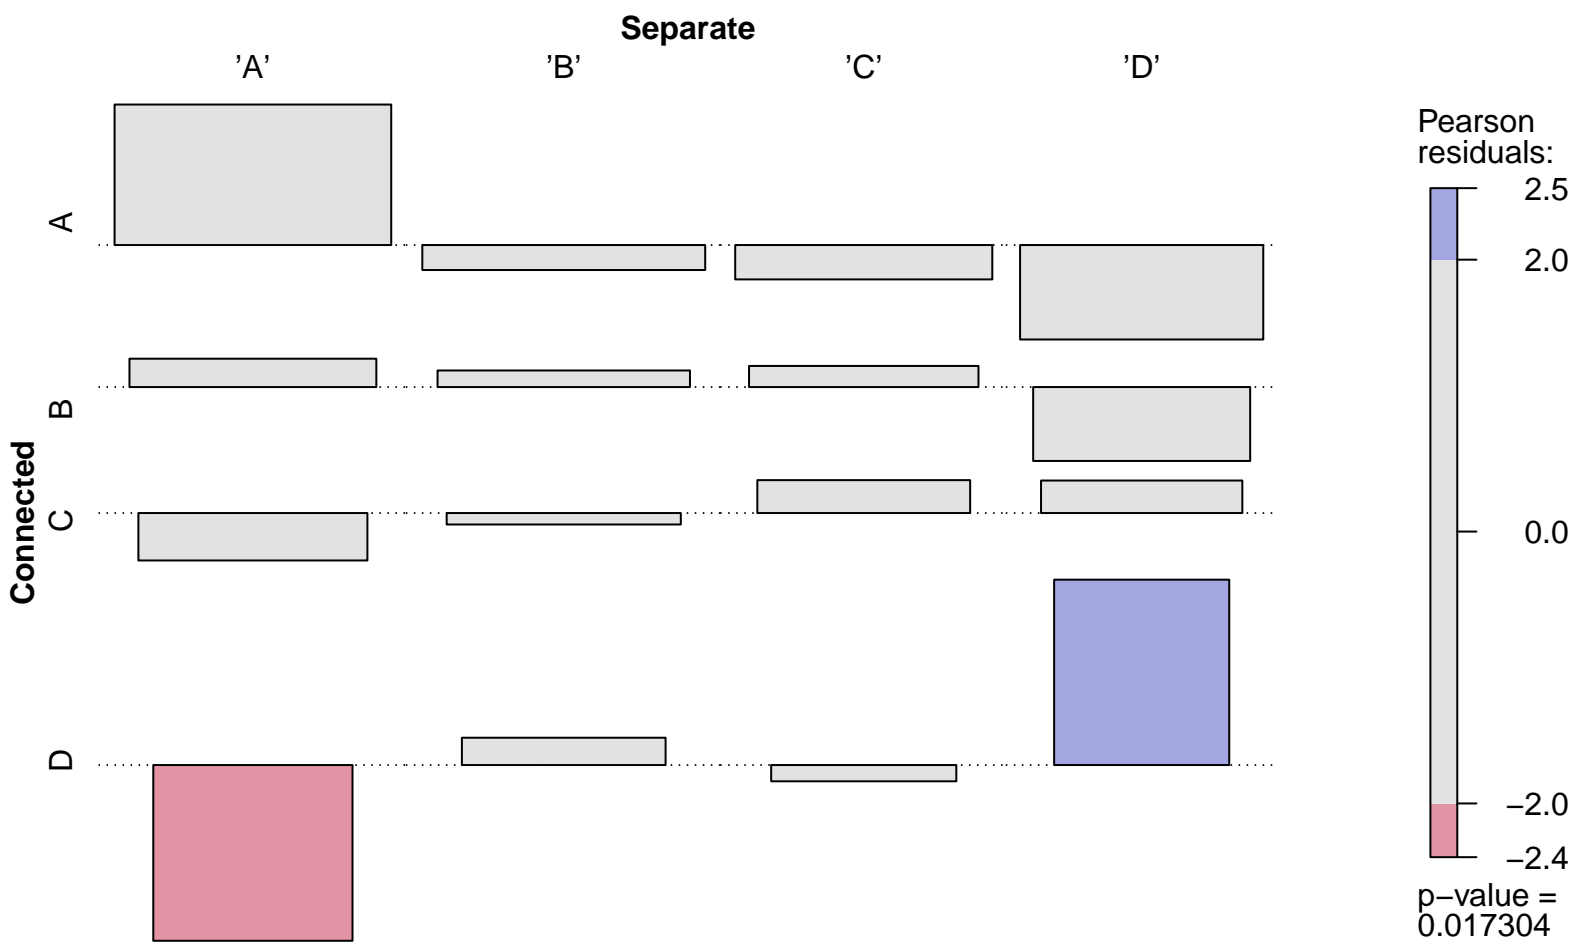 Separate
’A’ ’B’ ’C’ ’D’
Connected
A
B
C
D
Pearson
residuals:
2.5
2.0
0.0
−2.0
−2.4
p−value =
0.017304